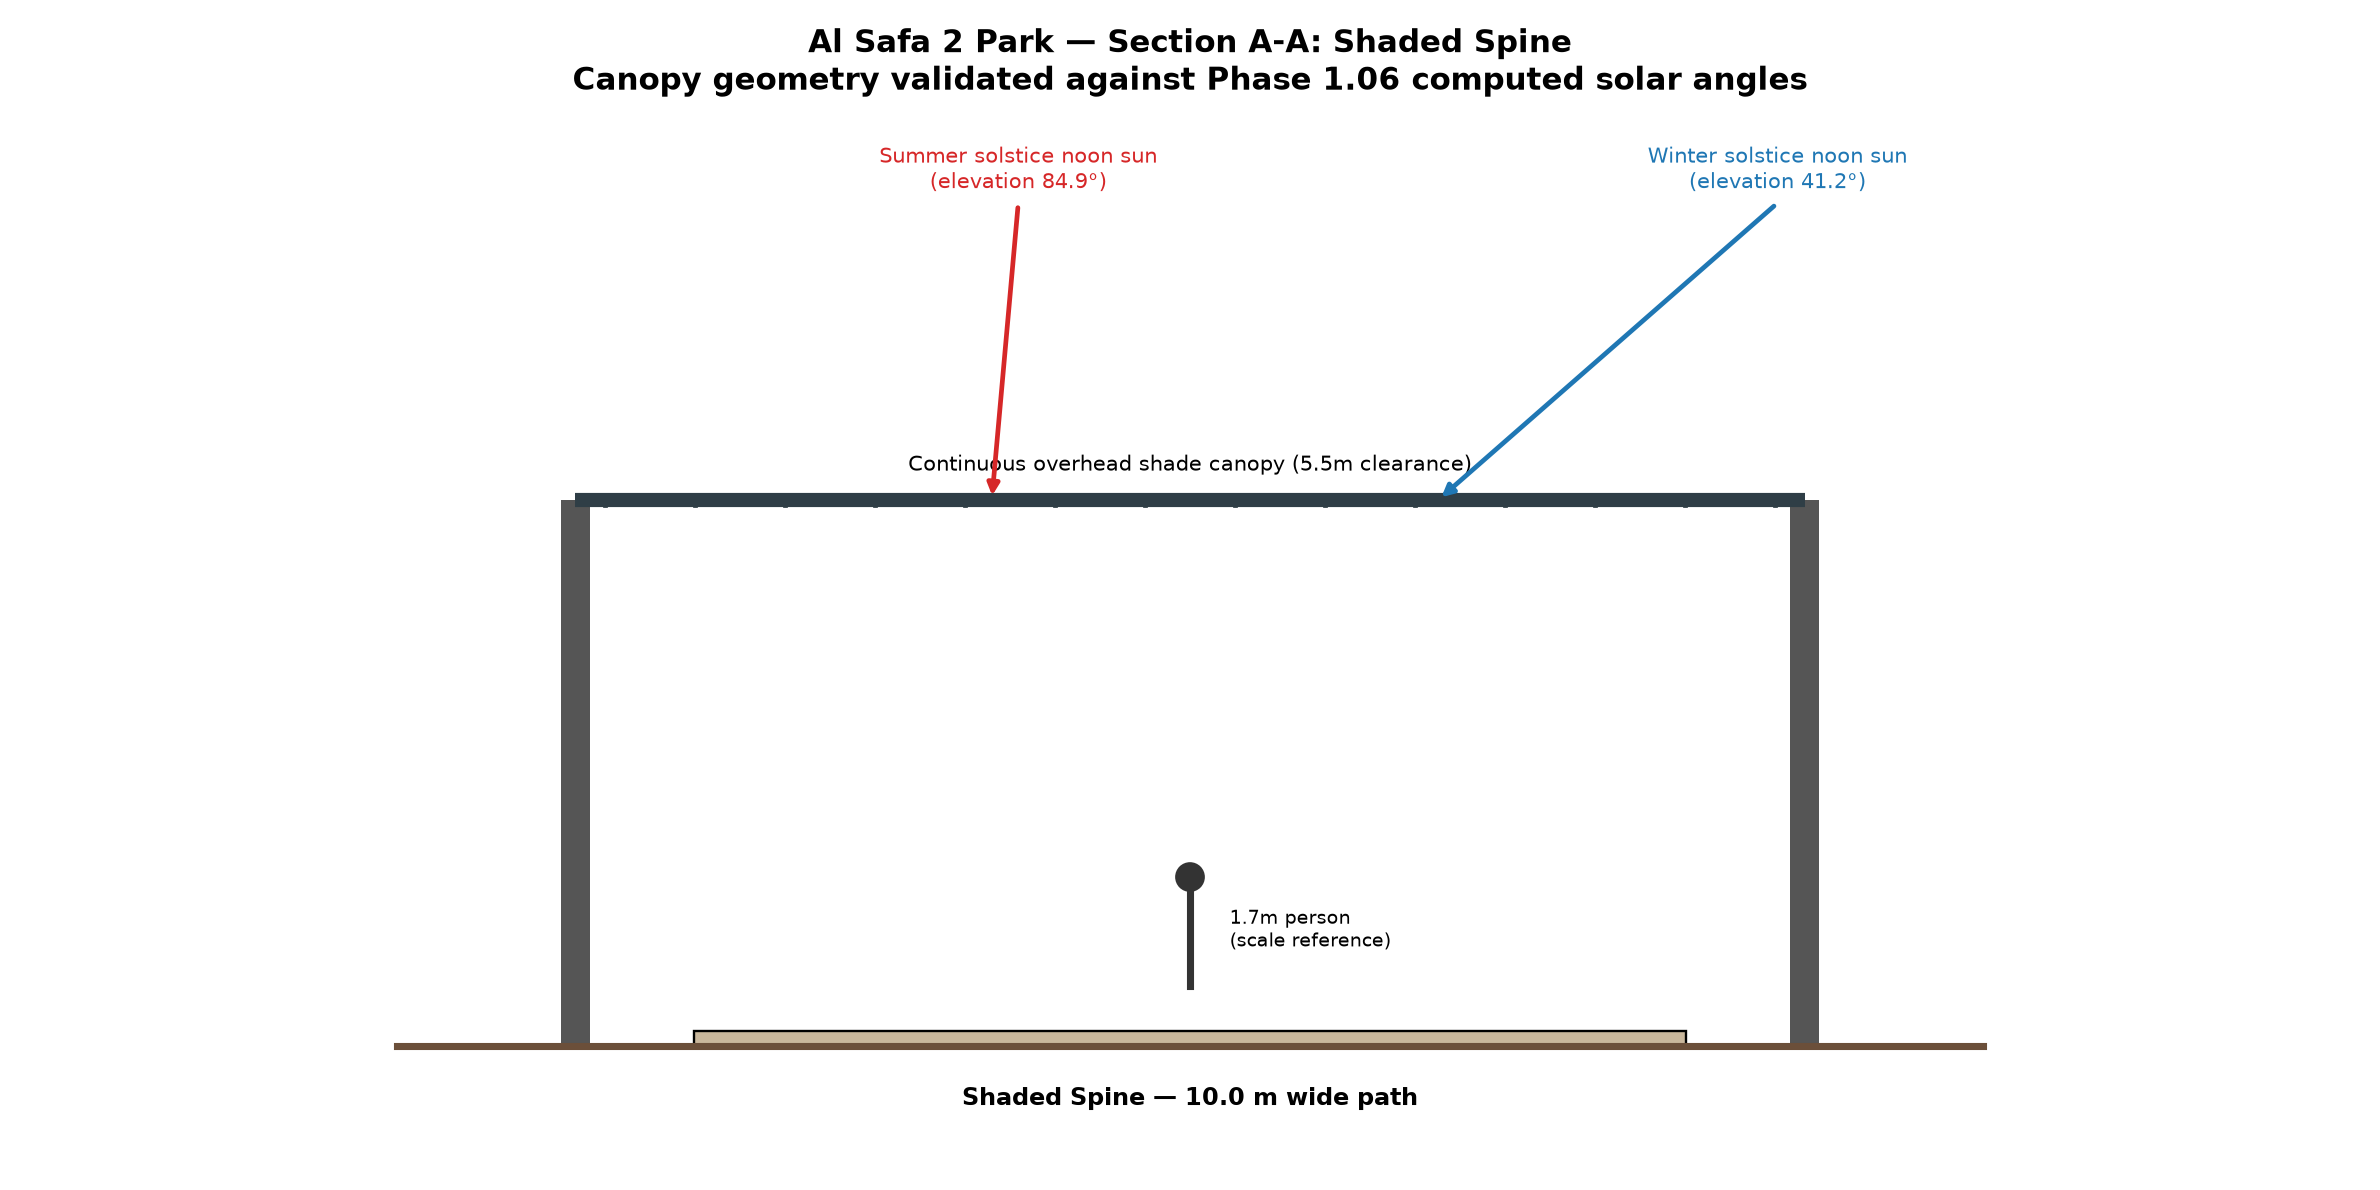 Al Safa 2 Park — Section A-A: Shaded Spine
Canopy geometry validated against Phase 1.06 computed solar angles
Summer solstice noon sun
(elevation 84.9°)
Winter solstice noon sun
(elevation 41.2°)
Continuous overhead shade canopy (5.5m clearance)
1.7m person
(scale reference)
Shaded Spine — 10.0 m wide path